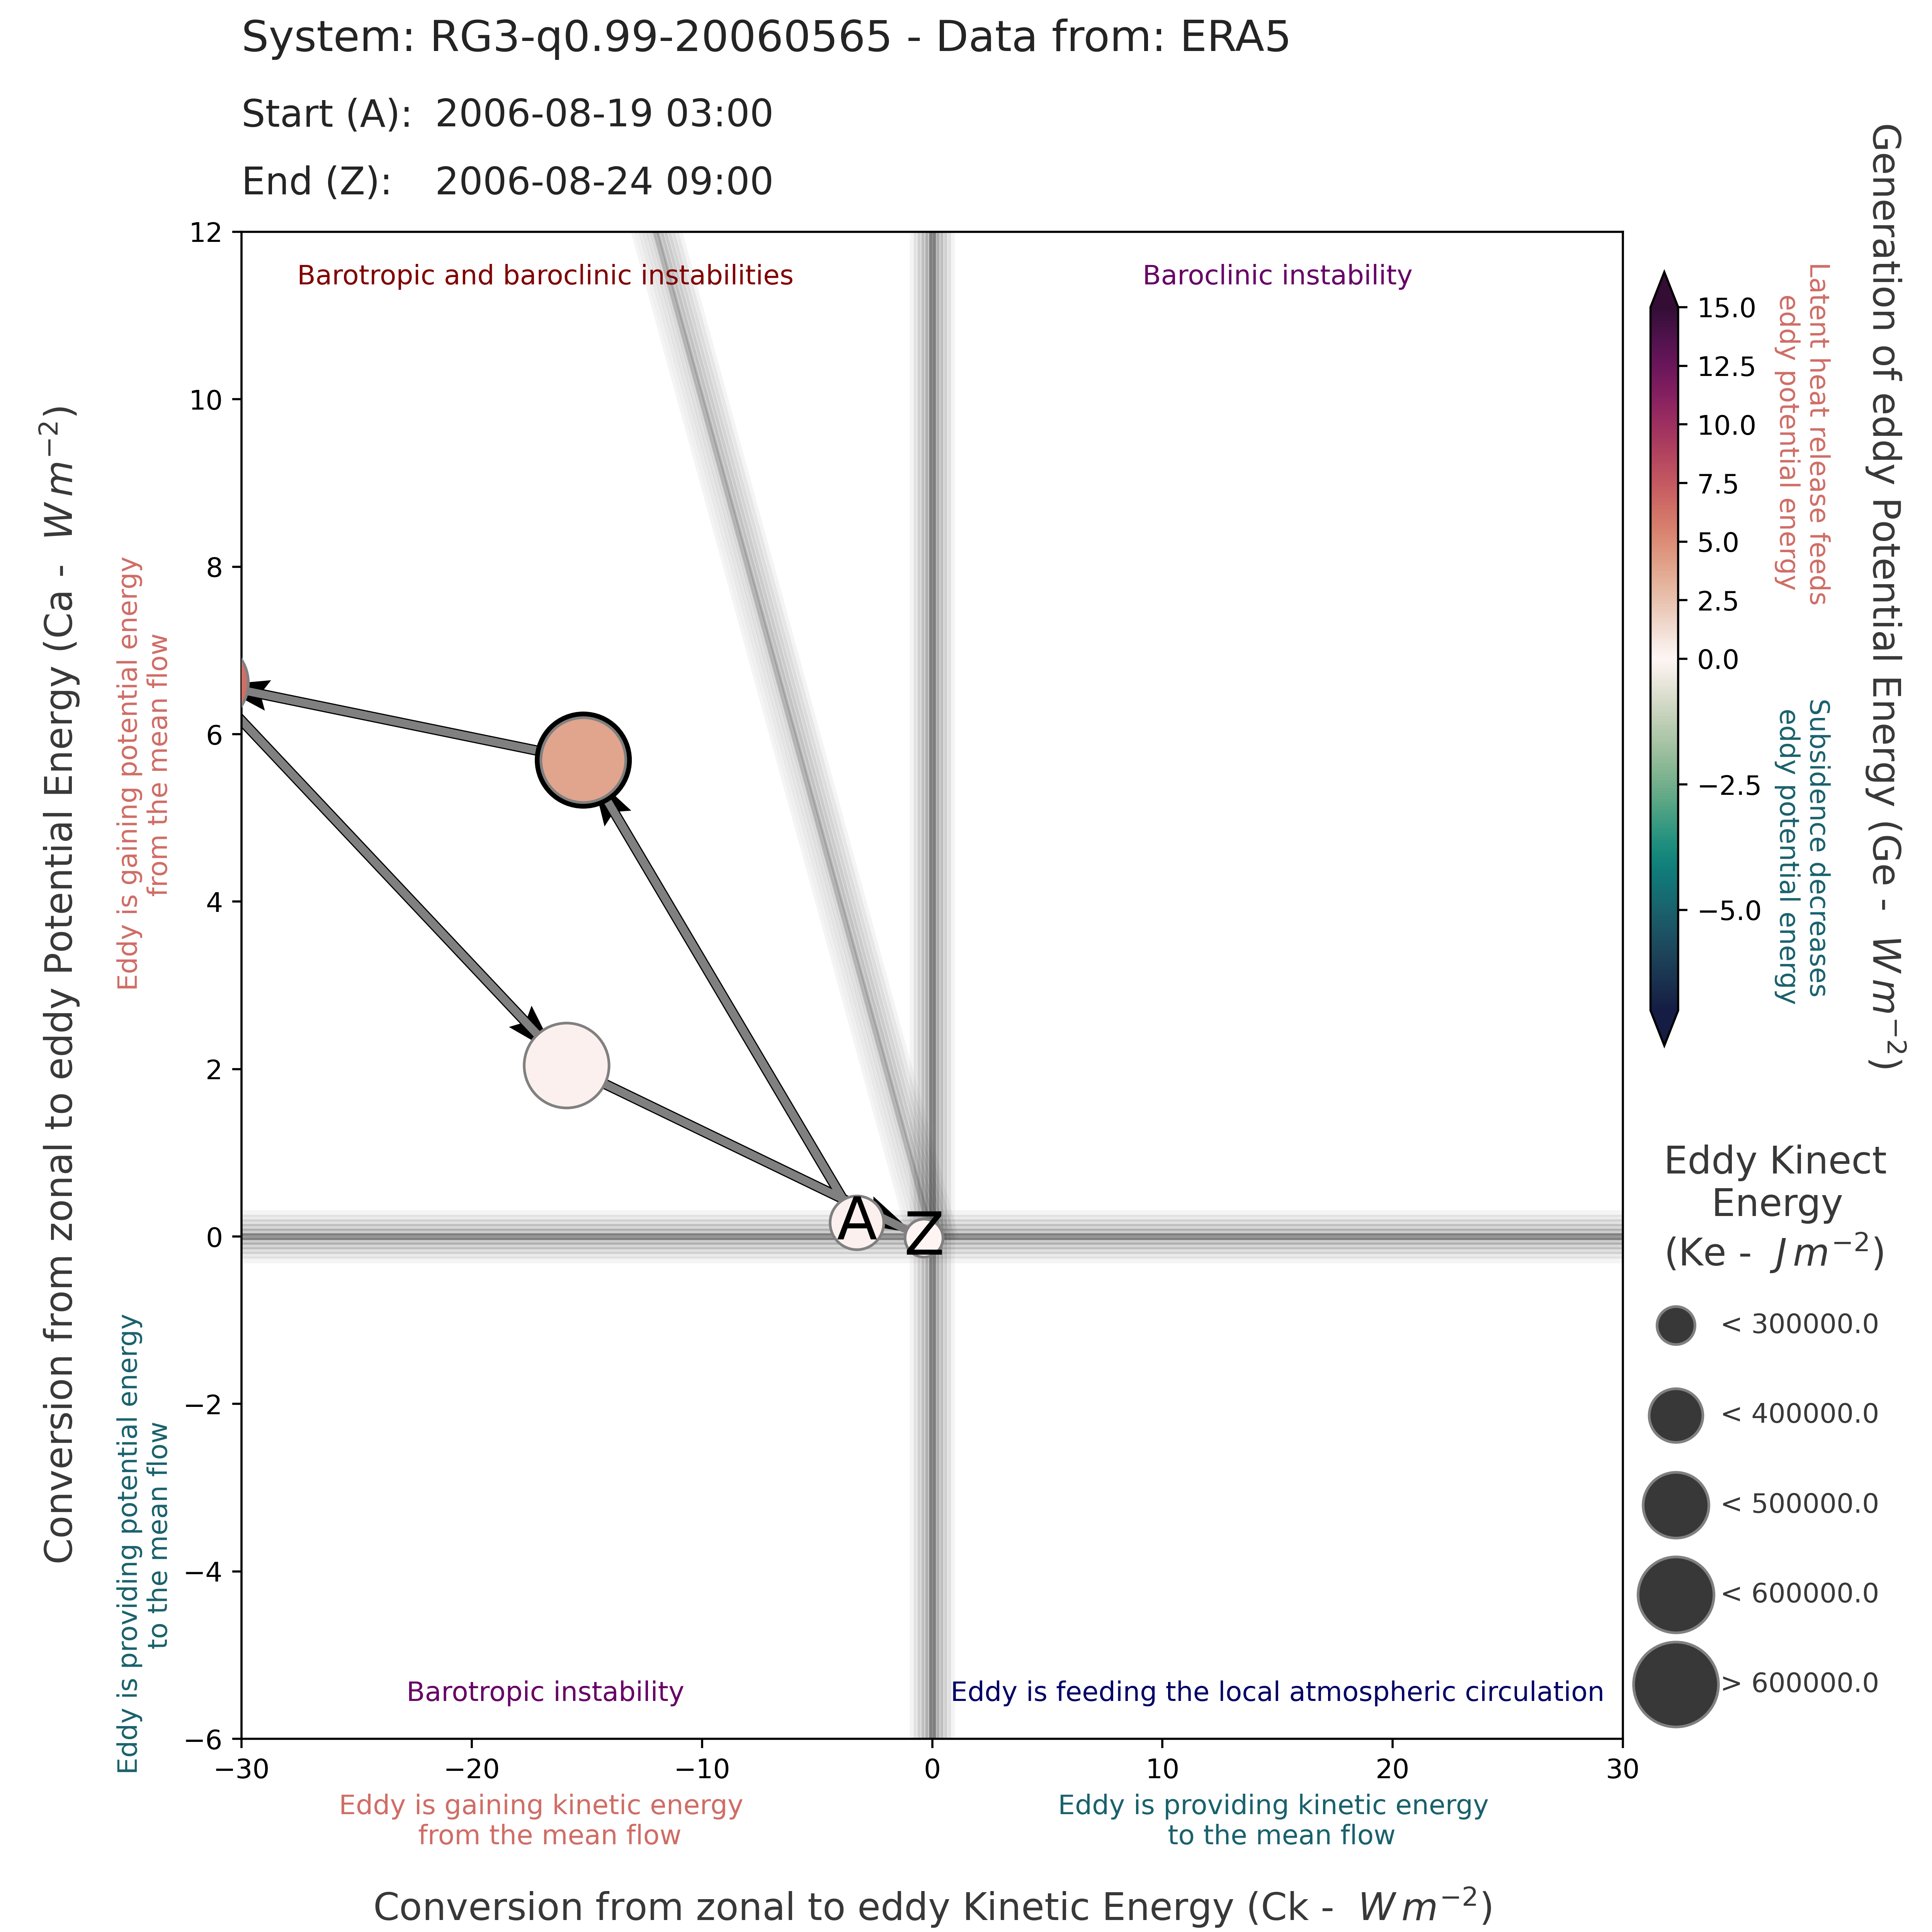 System: RG3-q0.99-20060565 - Data from: ERA5
Start (A): 2006-08-19 03:00
End (Z): 2006-08-24 09:00
Conversion from zonal to eddy Potential Energy (Ca - W m⁻²)
Eddy is gaining potential energy
from the mean flow
Eddy is providing potential energy
to the mean flow
12
10
8
6
4
2
0
−2
−4
−6
Barotropic and baroclinic instabilities
Baroclinic instability
A
Z
Barotropic instability
Eddy is feeding the local atmospheric circulation
−30
−20
−10
0
10
20
30
Eddy is gaining kinetic energy
from the mean flow
Eddy is providing kinetic energy
to the mean flow
Conversion from zonal to eddy Kinetic Energy (Ck - W m⁻²)
15.0
12.5
10.0
7.5
5.0
2.5
0.0
−2.5
−5.0
Latent heat release feeds
eddy potential energy
Subsidence decreases
eddy potential energy
Generation of eddy Potential Energy (Ge - W m⁻²)
Eddy Kinect
Energy
(Ke - J m⁻²)
< 300000.0
< 400000.0
< 500000.0
< 600000.0
> 600000.0